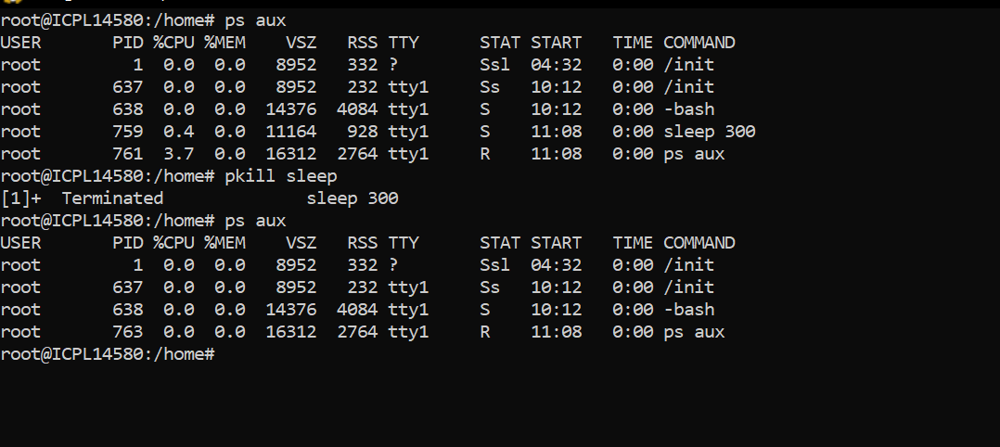 root@ICPL14580:/home# ps aux
USER       PID %CPU %MEM    VSZ   RSS TTY      STAT START   TIME COMMAND
root         1  0.0  0.0   8952   332 ?        Ssl  04:32   0:00 /init
root       637  0.0  0.0   8952   232 tty1     Ss   10:12   0:00 /init
root       638  0.0  0.0  14376  4084 tty1     S    10:12   0:00 -bash
root       759  0.4  0.0  11164   928 tty1     S    11:08   0:00 sleep 300
root       761  3.7  0.0  16312  2764 tty1     R    11:08   0:00 ps aux
root@ICPL14580:/home# pkill sleep
[1]+  Terminated              sleep 300
root@ICPL14580:/home# ps aux
USER       PID %CPU %MEM    VSZ   RSS TTY      STAT START   TIME COMMAND
root         1  0.0  0.0   8952   332 ?        Ssl  04:32   0:00 /init
root       637  0.0  0.0   8952   232 tty1     Ss   10:12   0:00 /init
root       638  0.0  0.0  14376  4084 tty1     S    10:12   0:00 -bash
root       763  0.0  0.0  16312  2764 tty1     R    11:08   0:00 ps aux
root@ICPL14580:/home#